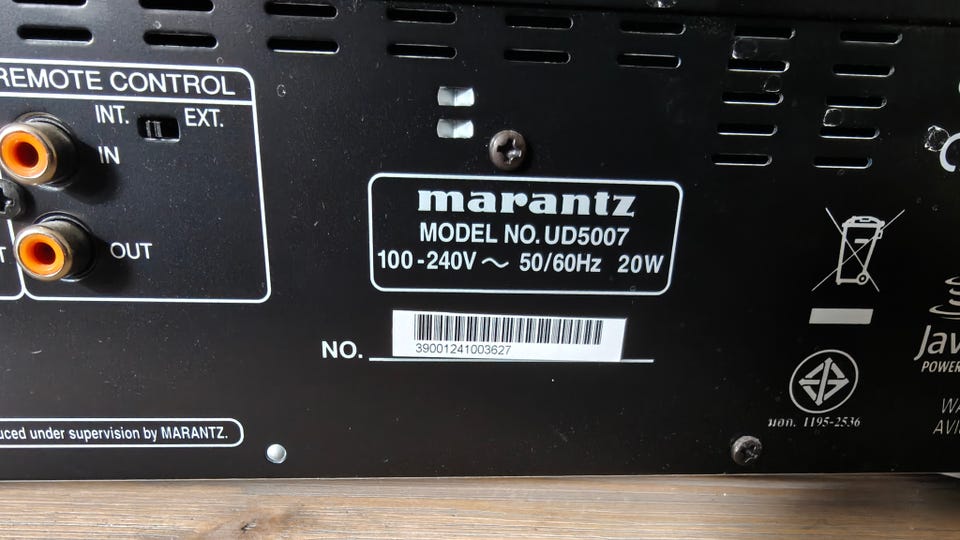 REMOTE CONTROL
INT.
EXT.
IN
OUT
marantz
MODEL NO. UD5007
100-240V ～ 50/60Hz 20W
NO.
39001241003627
under supervision by MARANTZ.
มอก. 1195-2536